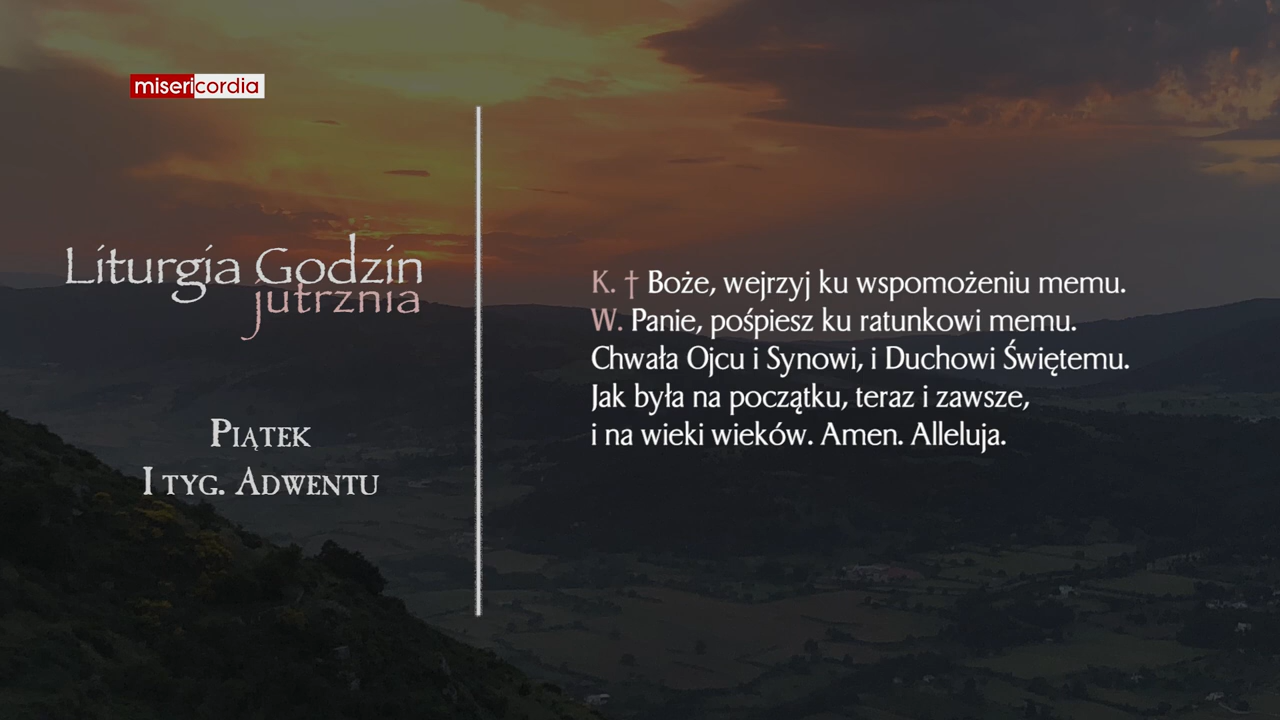 misericordia
Liturgia Godzin
jutrznia
Piątek
I tyg. Adwentu
K. † Boże, wejrzyj ku wspomożeniu memu.
W. Panie, pośpiesz ku ratunkowi memu.
Chwała Ojcu i Synowi, i Duchowi Świętemu.
Jak była na początku, teraz i zawsze,
i na wieki wieków. Amen. Alleluja.